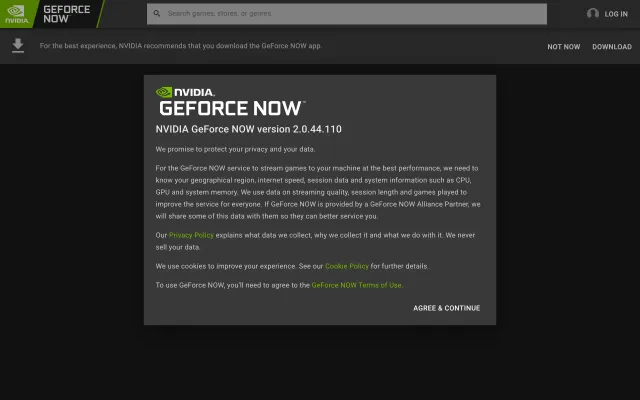 NVIDIA
GEFORCE
NOW
Search games, stores, or genres
LOG IN
For the best experience, NVIDIA recommends that you download the GeForce NOW app.
NOT NOW
DOWNLOAD
NVIDIA.
GEFORCE NOW™
NVIDIA GeForce NOW version 2.0.44.110
We promise to protect your privacy and your data.
For the GeForce NOW service to stream games to your machine at the best performance, we need to
know your geographical region, internet speed, session data and system information such as CPU,
GPU and system memory. We use data on streaming quality, session length and games played to
improve the service for everyone. If GeForce NOW is provided by a GeForce NOW Alliance Partner, we
will share some of this data with them so they can better service you.
Our Privacy Policy explains what data we collect, why we collect it and what we do with it. We never
sell your data.
We use cookies to improve your experience. See our Cookie Policy for further details.
To use GeForce NOW, you'll need to agree to the GeForce NOW Terms of Use.
AGREE & CONTINUE